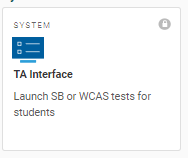 SYSTEM
TA Interface
Launch SB or WCAS tests for
students